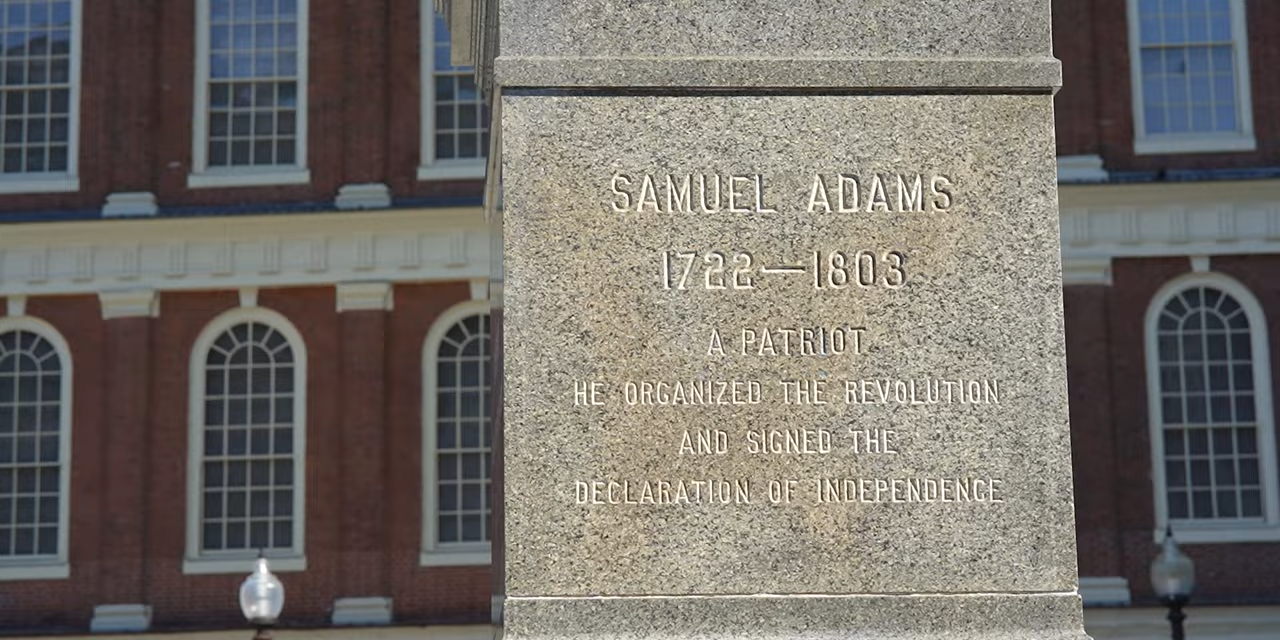 SAMUEL ADAMS
1722—1803
A PATRIOT
HE ORGANIZED THE REVOLUTION
AND SIGNED THE
DECLARATION OF INDEPENDENCE